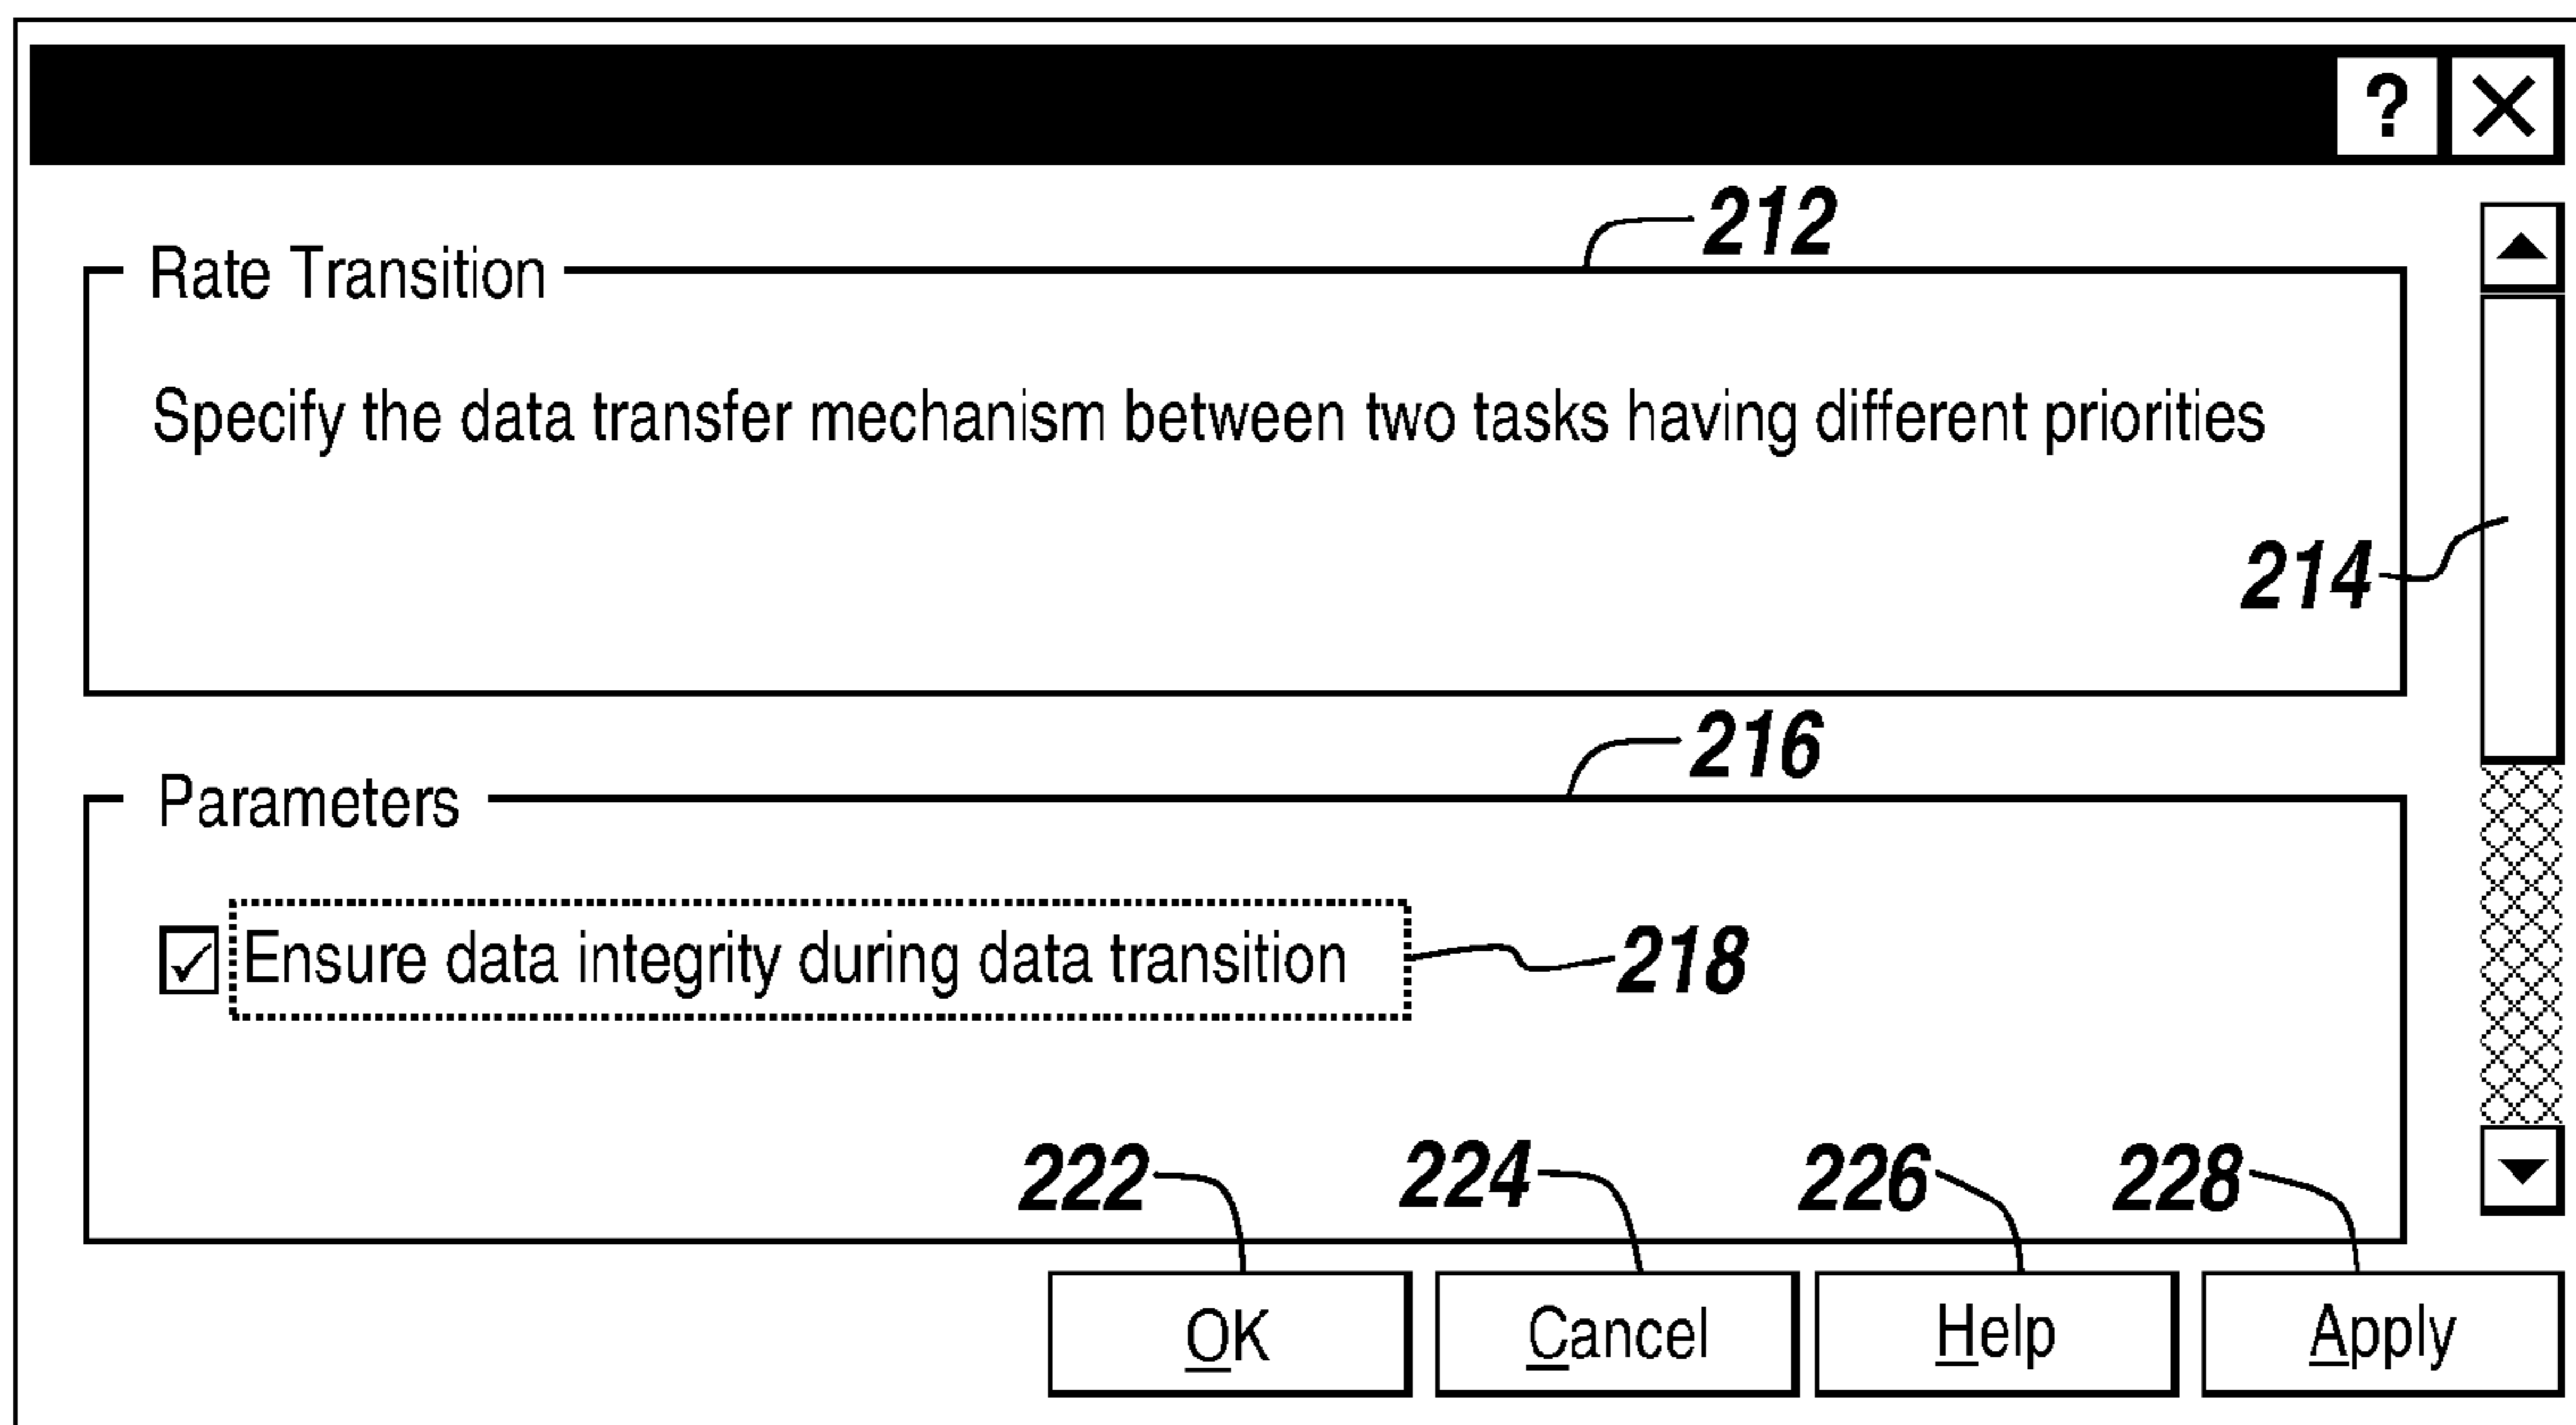 ?
212
Rate Transition
Specify the data transfer mechanism between two tasks having different priorities
214
216
Parameters
Ensure data integrity during data transition 218
222 224 226 228
OK Cancel Help Apply